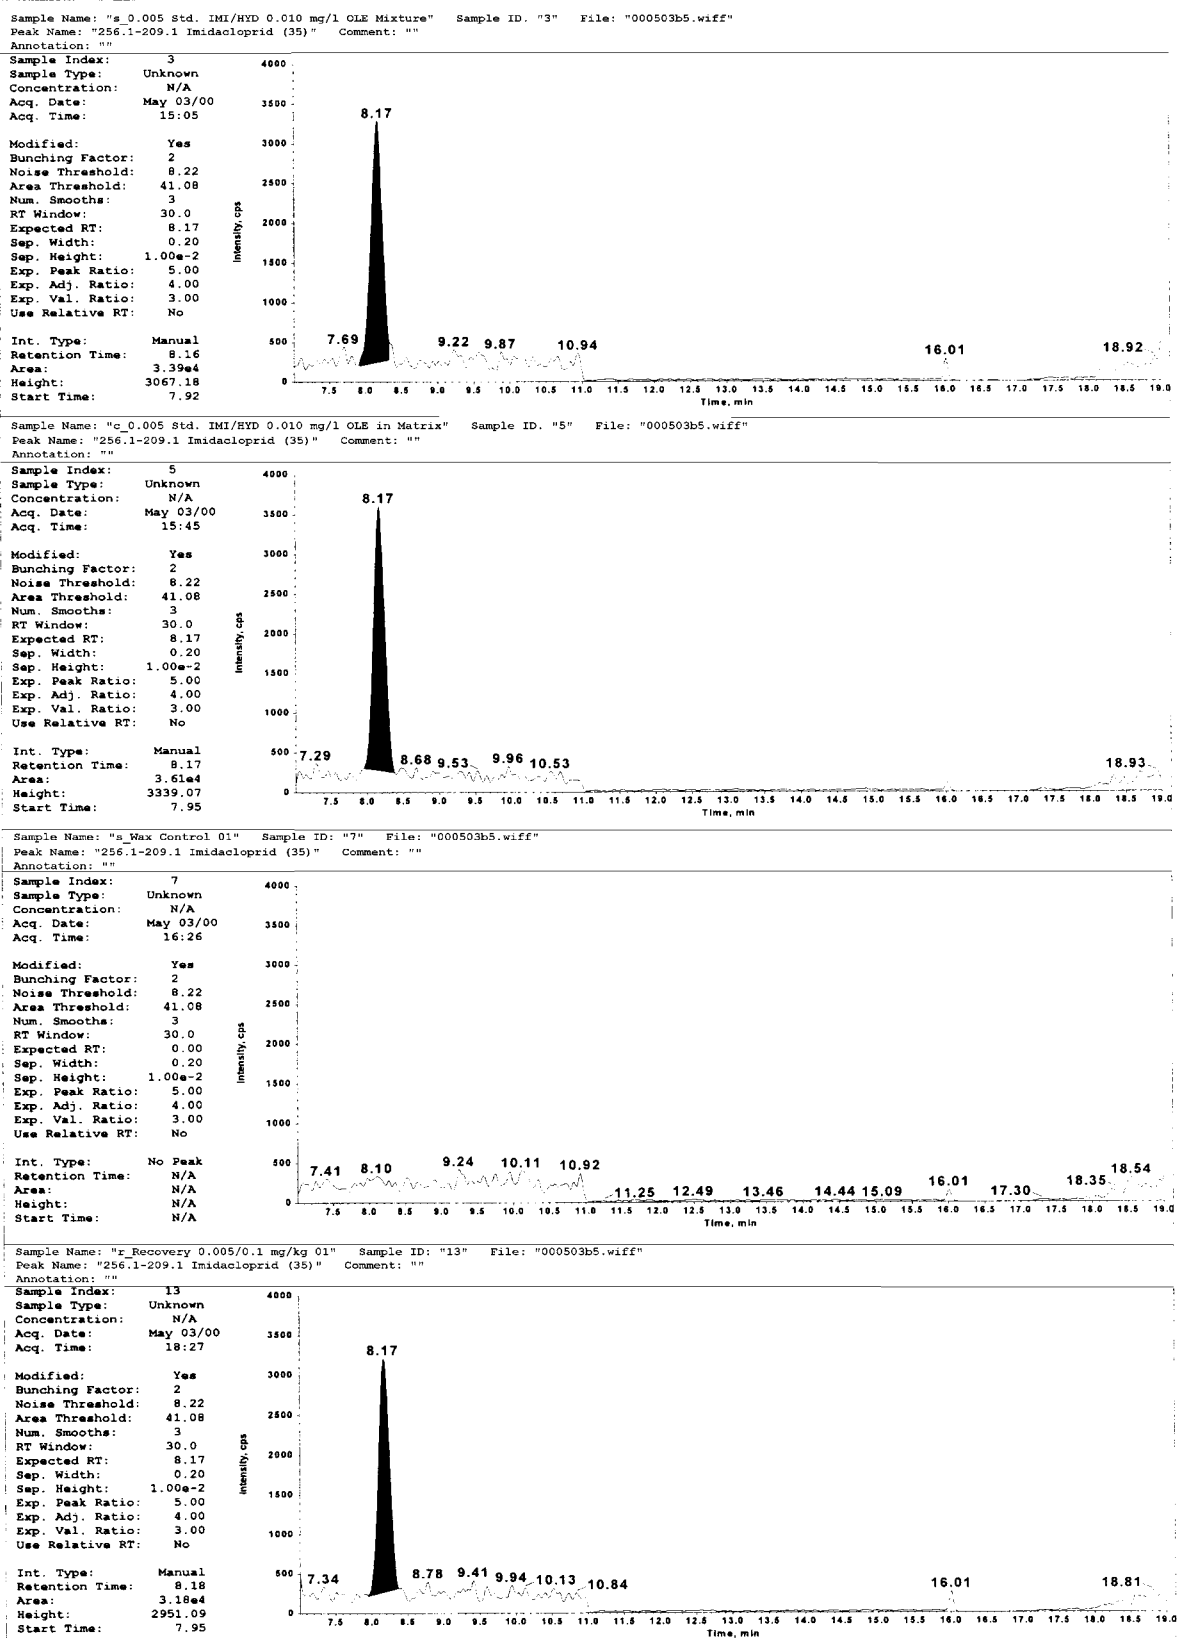 Sample Name: "s_0.005 Std. IMI/HYD 0.010 mg/l OLE Mixture" Sample ID. "3" File: "000503b5.wiff"
Peak Name: "256.1-209.1 Imidacloprid (35)" Comment: ""
Annotation: ""
Sample Index: 3
Sample Type: Unknown
Concentration: N/A
Acq. Date: May 03/00
Acq. Time: 15:05
Modified: Yes
Bunching Factor: 2
Noise Threshold: 8.22
Area Threshold: 41.08
Num. Smooths: 3
RT Window: 30.0
Expected RT: 8.17
Sep. Width: 0.20
Sep. Height: 1.00e-2
Exp. Peak Ratio: 5.00
Exp. Adj. Ratio: 4.00
Exp. Val. Ratio: 3.00
Use Relative RT: No
Int. Type: Manual
Retention Time: 8.16
Area: 3.39e4
Height: 3067.18
Start Time: 7.92
4000
3500
3000
2500
2000
1500
1000
500
0
Intensity, cps
8.17
7.69 9.22 9.87 10.94 16.01 18.92
7.5 8.0 8.5 9.0 9.5 10.0 10.5 11.0 11.5 12.0 12.5 13.0 13.5 14.0 14.5 15.0 15.5 16.0 16.5 17.0 17.5 18.0 18.5 19.0
Time, min
Sample Name: "c_0.005 Std. IMI/HYD 0.010 mg/l OLE in Matrix" Sample ID. "5" File: "000503b5.wiff"
Peak Name: "256.1-209.1 Imidacloprid (35)" Comment: ""
Annotation: ""
Sample Index: 5
Sample Type: Unknown
Concentration: N/A
Acq. Date: May 03/00
Acq. Time: 15:45
Modified: Yes
Bunching Factor: 2
Noise Threshold: 8.22
Area Threshold: 41.08
Num. Smooths: 3
RT Window: 30.0
Expected RT: 8.17
Sep. Width: 0.20
Sep. Height: 1.00e-2
Exp. Peak Ratio: 5.00
Exp. Adj. Ratio: 4.00
Exp. Val. Ratio: 3.00
Use Relative RT: No
Int. Type: Manual
Retention Time: 8.17
Area: 3.61e4
Height: 3339.07
Start Time: 7.95
4000
3500
3000
2500
2000
1500
1000
500
0
Intensity, cps
8.17
7.29 8.68 9.53 9.96 10.53 18.93
7.5 8.0 8.5 9.0 9.5 10.0 10.5 11.0 11.5 12.0 12.5 13.0 13.5 14.0 14.5 15.0 15.5 16.0 16.5 17.0 17.5 18.0 18.5 19.0
Time, min
Sample Name: "s_Wax Control 01" Sample ID: "7" File: "000503b5.wiff"
Peak Name: "256.1-209.1 Imidacloprid (35)" Comment: ""
Annotation: ""
Sample Index: 7
Sample Type: Unknown
Concentration: N/A
Acq. Date: May 03/00
Acq. Time: 16:26
Modified: Yes
Bunching Factor: 2
Noise Threshold: 8.22
Area Threshold: 41.08
Num. Smooths: 3
RT Window: 30.0
Expected RT: 0.00
Sep. Width: 0.20
Sep. Height: 1.00e-2
Exp. Peak Ratio: 5.00
Exp. Adj. Ratio: 4.00
Exp. Val. Ratio: 3.00
Use Relative RT: No
Int. Type: No Peak
Retention Time: N/A
Area: N/A
Height: N/A
Start Time: N/A
4000
3500
3000
2500
2000
1500
1000
500
0
Intensity, cps
7.41 8.10 9.24 10.11 10.92 11.25 12.49 13.46 14.44 15.09 16.01 17.30 18.35 18.54
7.5 8.0 8.5 9.0 9.5 10.0 10.5 11.0 11.5 12.0 12.5 13.0 13.5 14.0 14.5 15.0 15.5 16.0 16.5 17.0 17.5 18.0 18.5 19.0
Time, min
Sample Name: "r_Recovery 0.005/0.1 mg/kg 01" Sample ID: "13" File: "000503b5.wiff"
Peak Name: "256.1-209.1 Imidacloprid (35)" Comment: ""
Annotation: ""
Sample Index: 13
Sample Type: Unknown
Concentration: N/A
Acq. Date: May 03/00
Acq. Time: 18:27
Modified: Yes
Bunching Factor: 2
Noise Threshold: 8.22
Area Threshold: 41.08
Num. Smooths: 3
RT Window: 30.0
Expected RT: 8.17
Sep. Width: 0.20
Sep. Height: 1.00e-2
Exp. Peak Ratio: 5.00
Exp. Adj. Ratio: 4.00
Exp. Val. Ratio: 3.00
Use Relative RT: No
Int. Type: Manual
Retention Time: 8.18
Area: 3.18e4
Height: 2951.09
Start Time: 7.95
4000
3500
3000
2500
2000
1500
1000
500
0
Intensity, cps
8.17
7.34 8.78 9.41 9.94 10.13 10.84 16.01 18.81
7.5 8.0 8.5 9.0 9.5 10.0 10.5 11.0 11.5 12.0 12.5 13.0 13.5 14.0 14.5 15.0 15.5 16.0 16.5 17.0 17.5 18.0 18.5 19.0
Time, min